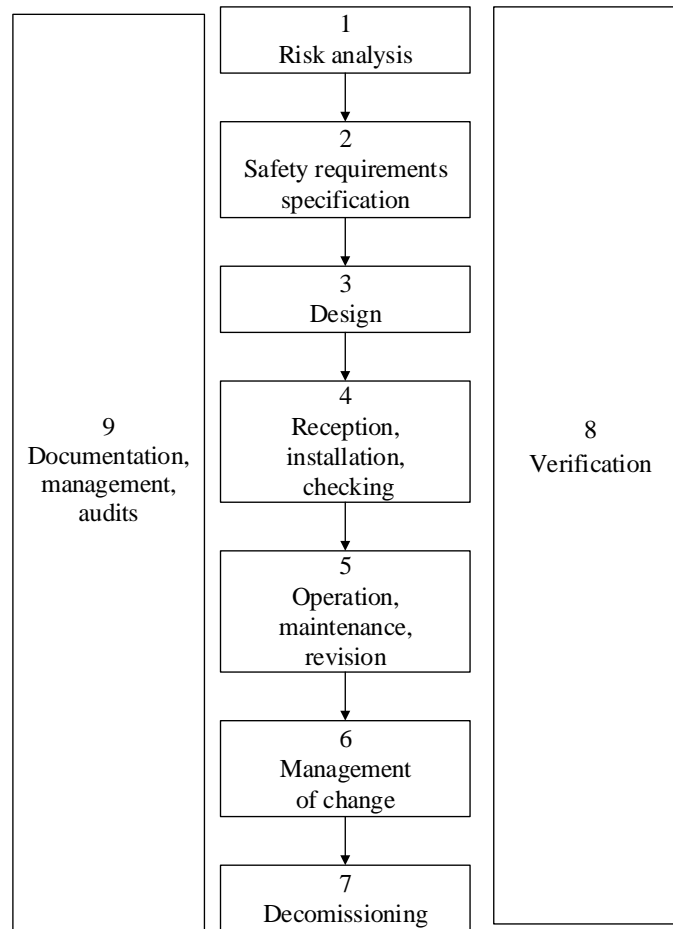 1
Risk analysis
2
Safety requirements
specification
3
Design
4
Reception,
installation,
checking
5
Operation,
maintenance,
revision
6
Management
of change
7
Decomissioning
9
Documentation,
management,
audits
8
Verification